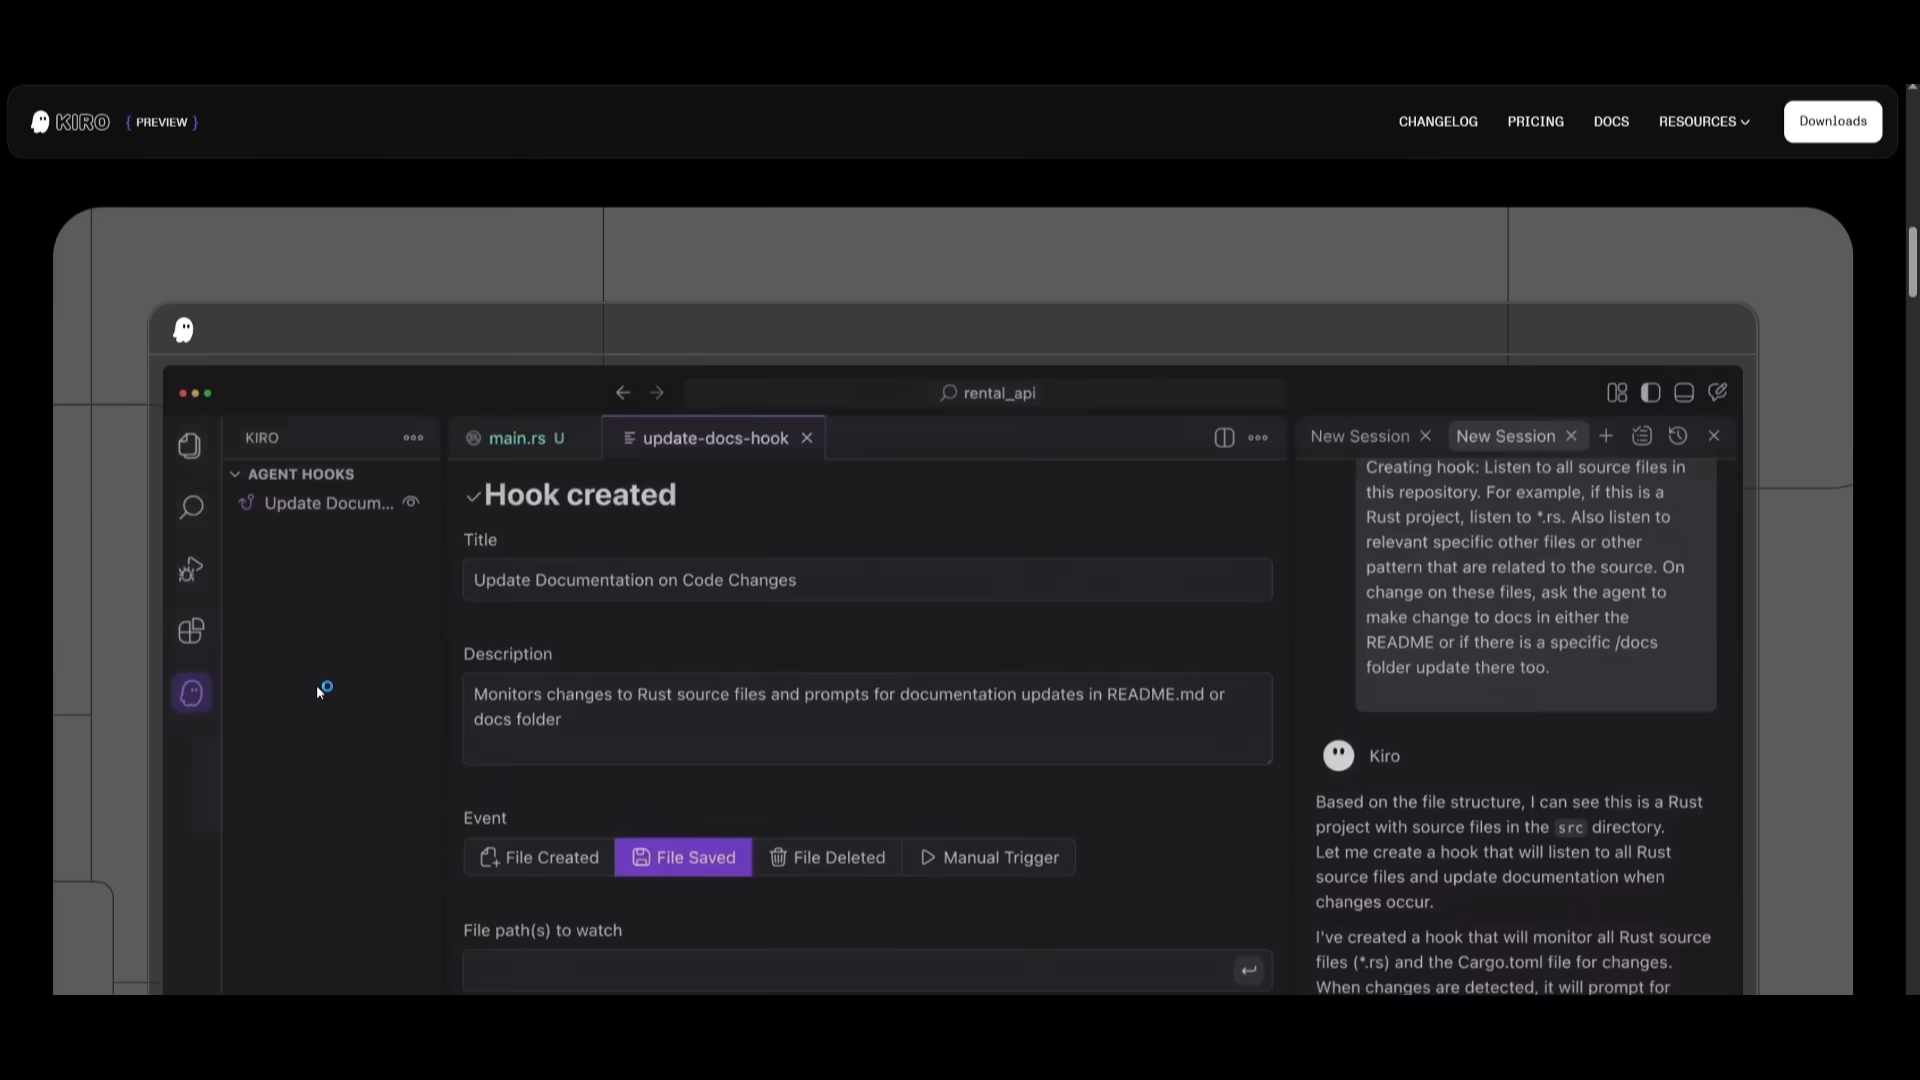 KIRO { PREVIEW }
CHANGELOG PRICING DOCS RESOURCES Downloads
rental_api
KIRO
AGENT HOOKS
Update Docum...
main.rs U
update-docs-hook
Hook created
Title
Update Documentation on Code Changes
Description
Monitors changes to Rust source files and prompts for documentation updates in README.md or
docs folder
Event
File Created File Saved File Deleted Manual Trigger
File path(s) to watch
New Session New Session
Creating hook: Listen to all source files in
this repository. For example, if this is a
Rust project, listen to *.rs. Also listen to
relevant specific other files or other
pattern that are related to the source. On
change on these files, ask the agent to
make change to docs in either the
README or if there is a specific /docs
folder update there too.
Kiro
Based on the file structure, I can see this is a Rust
project with source files in the src directory.
Let me create a hook that will listen to all Rust
source files and update documentation when
changes occur.
I've created a hook that will monitor all Rust source
files (*.rs) and the Cargo.toml file for changes.
When changes are detected, it will prompt for